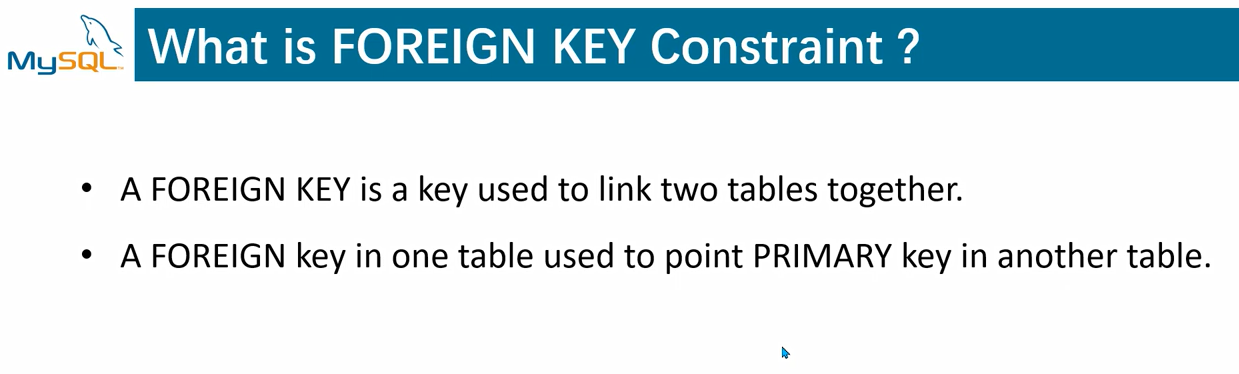 MySQL
What is FOREIGN KEY Constraint ?
• A FOREIGN KEY is a key used to link two tables together.
• A FOREIGN key in one table used to point PRIMARY key in another table.